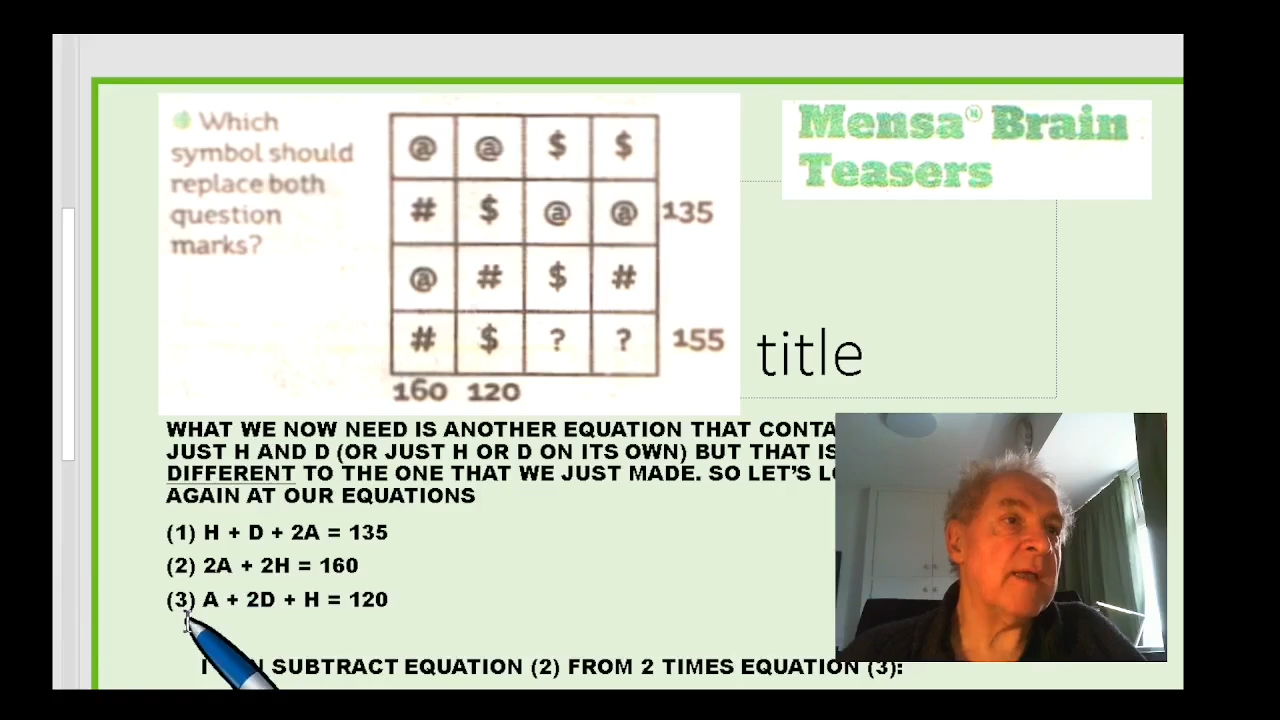 Which
symbol should
replace both
question
marks?
@ @ $ $
# $ @ @ 135
@ # $ #
# $ ? ? 155
160 120
Mensa® Brain
Teasers
title
WHAT WE NOW NEED IS ANOTHER EQUATION THAT
JUST H AND D (OR JUST H OR D ON ITS OWN) BUT THAT IS
DIFFERENT TO THE ONE THAT WE JUST MADE. SO LET'S
AGAIN AT OUR EQUATIONS
(1) H + D + 2A = 135
(2) 2A + 2H = 160
(3) A + 2D + H = 120
I SUBTRACT EQUATION (2) FROM 2 TIMES EQUATION (3):